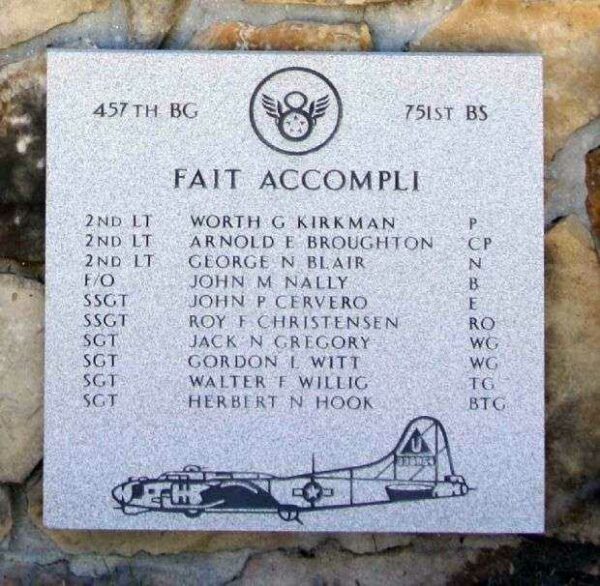 457TH BG 8 751ST BS
FAIT ACCOMPLI
2ND LT WORTH G KIRKMAN P
2ND LT ARNOLD E BROUGHTON CP
2ND LT GEORGE N BLAIR N
F/O JOHN M NALLY B
SSGT JOHN P CERVERO E
SSGT ROY F CHRISTENSEN RO
SGT JACK N GREGORY WG
SGT GORDON L WITT WG
SGT WALTER F WILLIG TG
SGT HERBERT N HOOK BTG
U